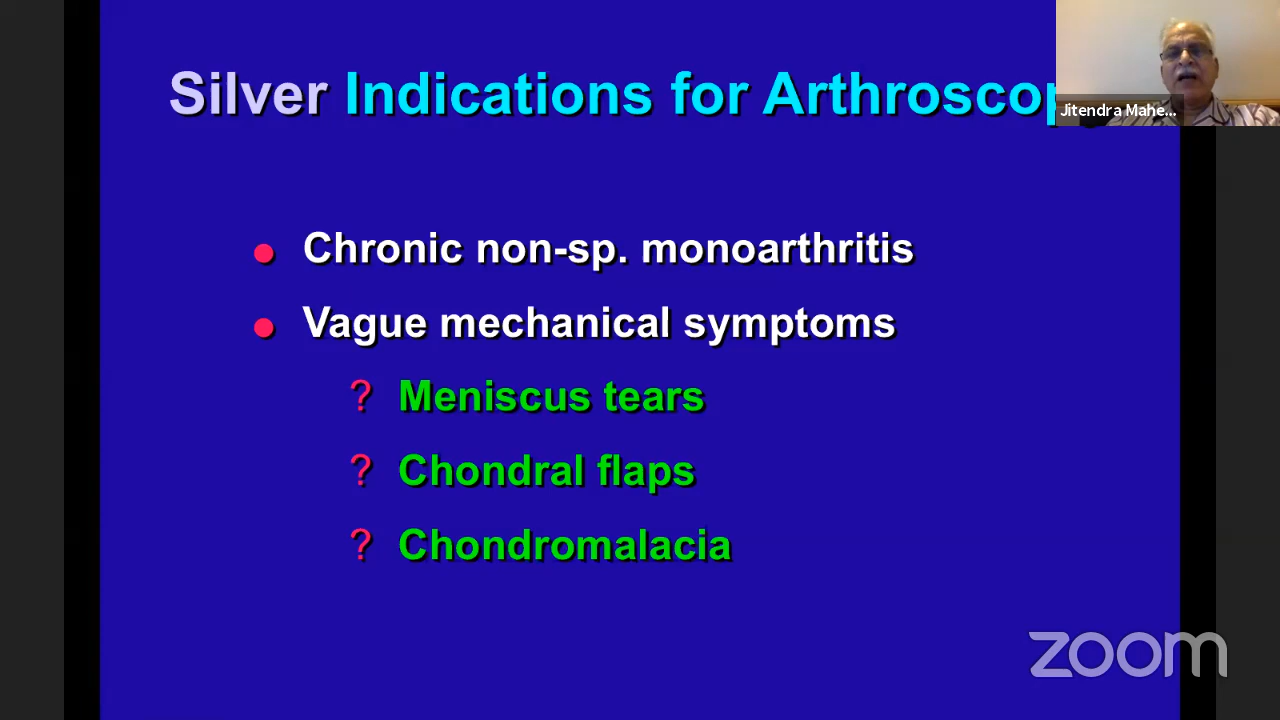 Silver Indications for Arthroscop
Jitendra Mahe...
● Chronic non-sp. monoarthritis
● Vague mechanical symptoms
? Meniscus tears
? Chondral flaps
? Chondromalacia
zoom